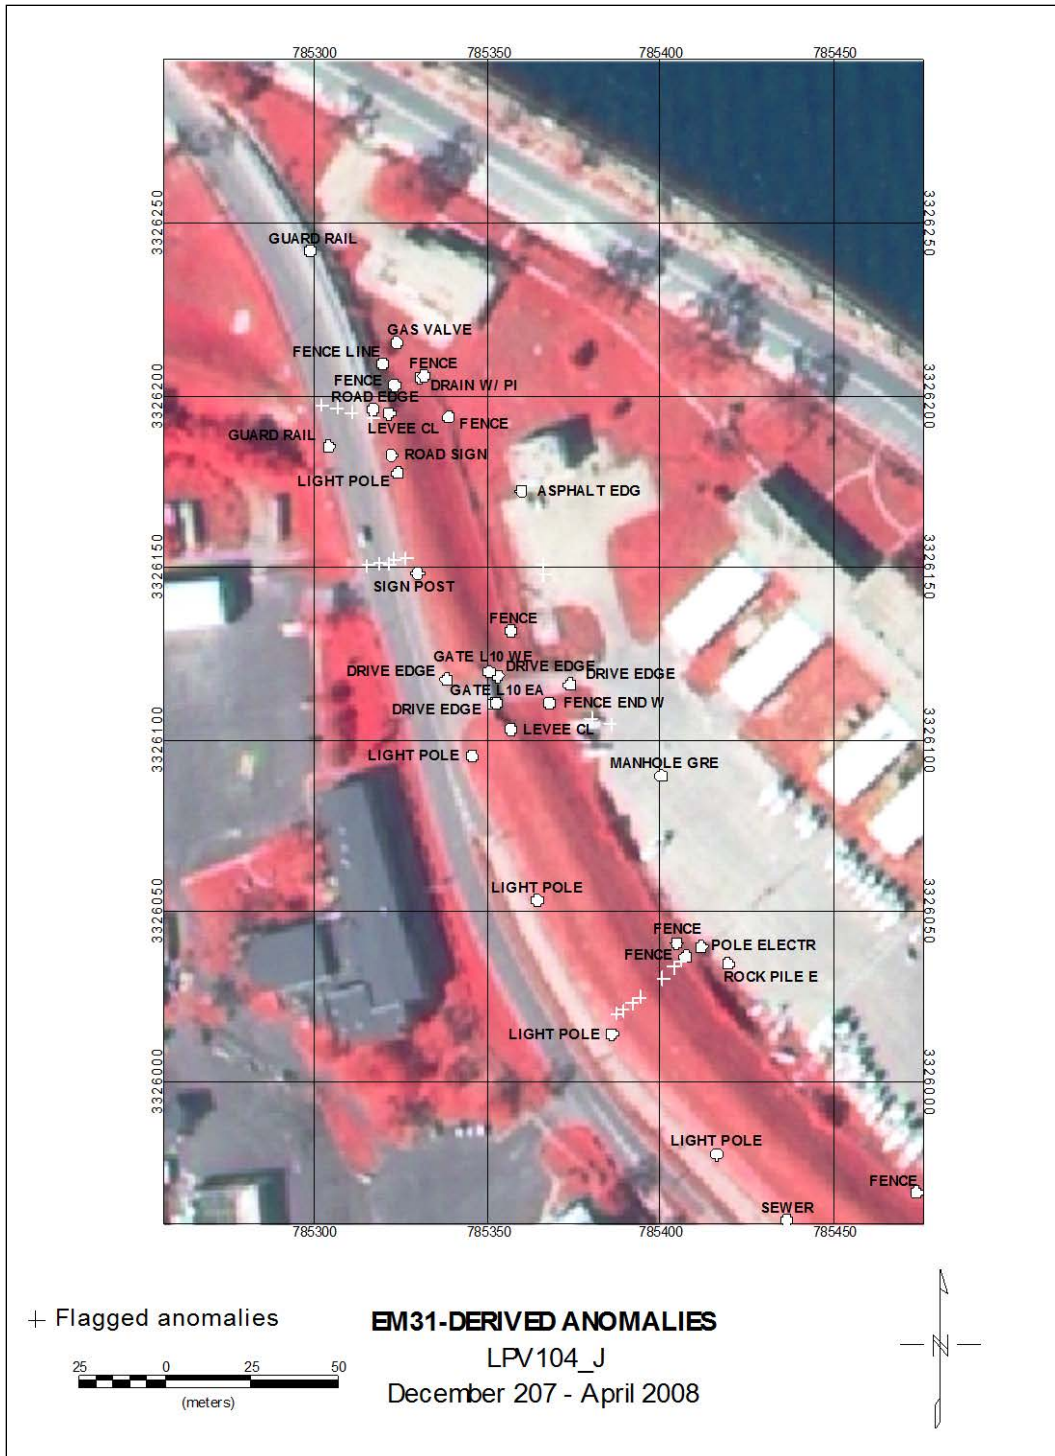 785300 785350 785400 785450
3326250 3326250
GUARD RAIL
GAS VALVE
FENCE LINE FENCE
FENCE DRAIN W/ PI
3326200 3326200
ROAD EDGE
LEVEE CL FENCE
GUARD RAIL
ROAD SIGN
LIGHT POLE
ASPHALT EDG
3326150 3326150
SIGN POST
FENCE
GATE L10 WE
DRIVE EDGE DRIVE EDGE DRIVE EDGE
GATE L10 EA
DRIVE EDGE FENCE END W
LEVEE CL
3326100 3326100
LIGHT POLE
MANHOLE GRE
LIGHT POLE
3326050 3326050
FENCE
FENCE POLE ELECTR
ROCK PILE E
LIGHT POLE
3326000 3326000
LIGHT POLE
FENCE
SEWER
785300 785350 785400 785450
+ Flagged anomalies
25 0 25 50
(meters)
EM31-DERIVED ANOMALIES
LPV104_J
December 207 - April 2008
N